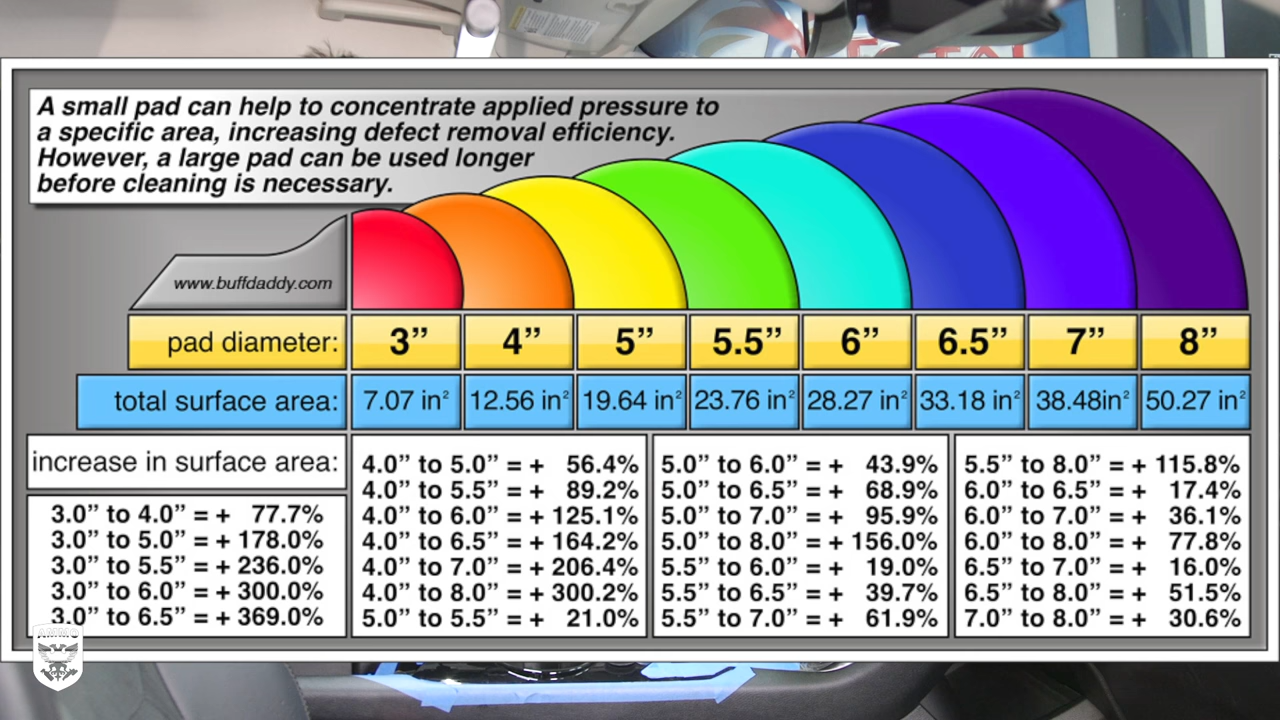 A small pad can help to concentrate applied pressure to
a specific area, increasing defect removal efficiency.
However, a large pad can be used longer
before cleaning is necessary.
www.buffdaddy.com
pad diameter: 3” 4” 5” 5.5” 6” 6.5” 7” 8”
total surface area: 7.07 in² 12.56 in² 19.64 in² 23.76 in² 28.27 in² 33.18 in² 38.48in² 50.27 in²
increase in surface area:
3.0” to 4.0” = + 77.7%
3.0” to 5.0” = + 178.0%
3.0” to 5.5” = + 236.0%
3.0” to 6.0” = + 300.0%
3.0” to 6.5” = + 369.0%
4.0” to 5.0” = + 56.4%
4.0” to 5.5” = + 89.2%
4.0” to 6.0” = + 125.1%
4.0” to 6.5” = + 164.2%
4.0” to 7.0” = + 206.4%
4.0” to 8.0” = + 300.2%
5.0” to 5.5” = + 21.0%
5.0” to 6.0” = + 43.9%
5.0” to 6.5” = + 68.9%
5.0” to 7.0” = + 95.9%
5.0” to 8.0” = + 156.0%
5.5” to 6.0” = + 19.0%
5.5” to 6.5” = + 39.7%
5.5” to 7.0” = + 61.9%
5.5” to 8.0” = + 115.8%
6.0” to 6.5” = + 17.4%
6.0” to 7.0” = + 36.1%
6.0” to 8.0” = + 77.8%
6.5” to 7.0” = + 16.0%
6.5” to 8.0” = + 51.5%
7.0” to 8.0” = + 30.6%
AMMO